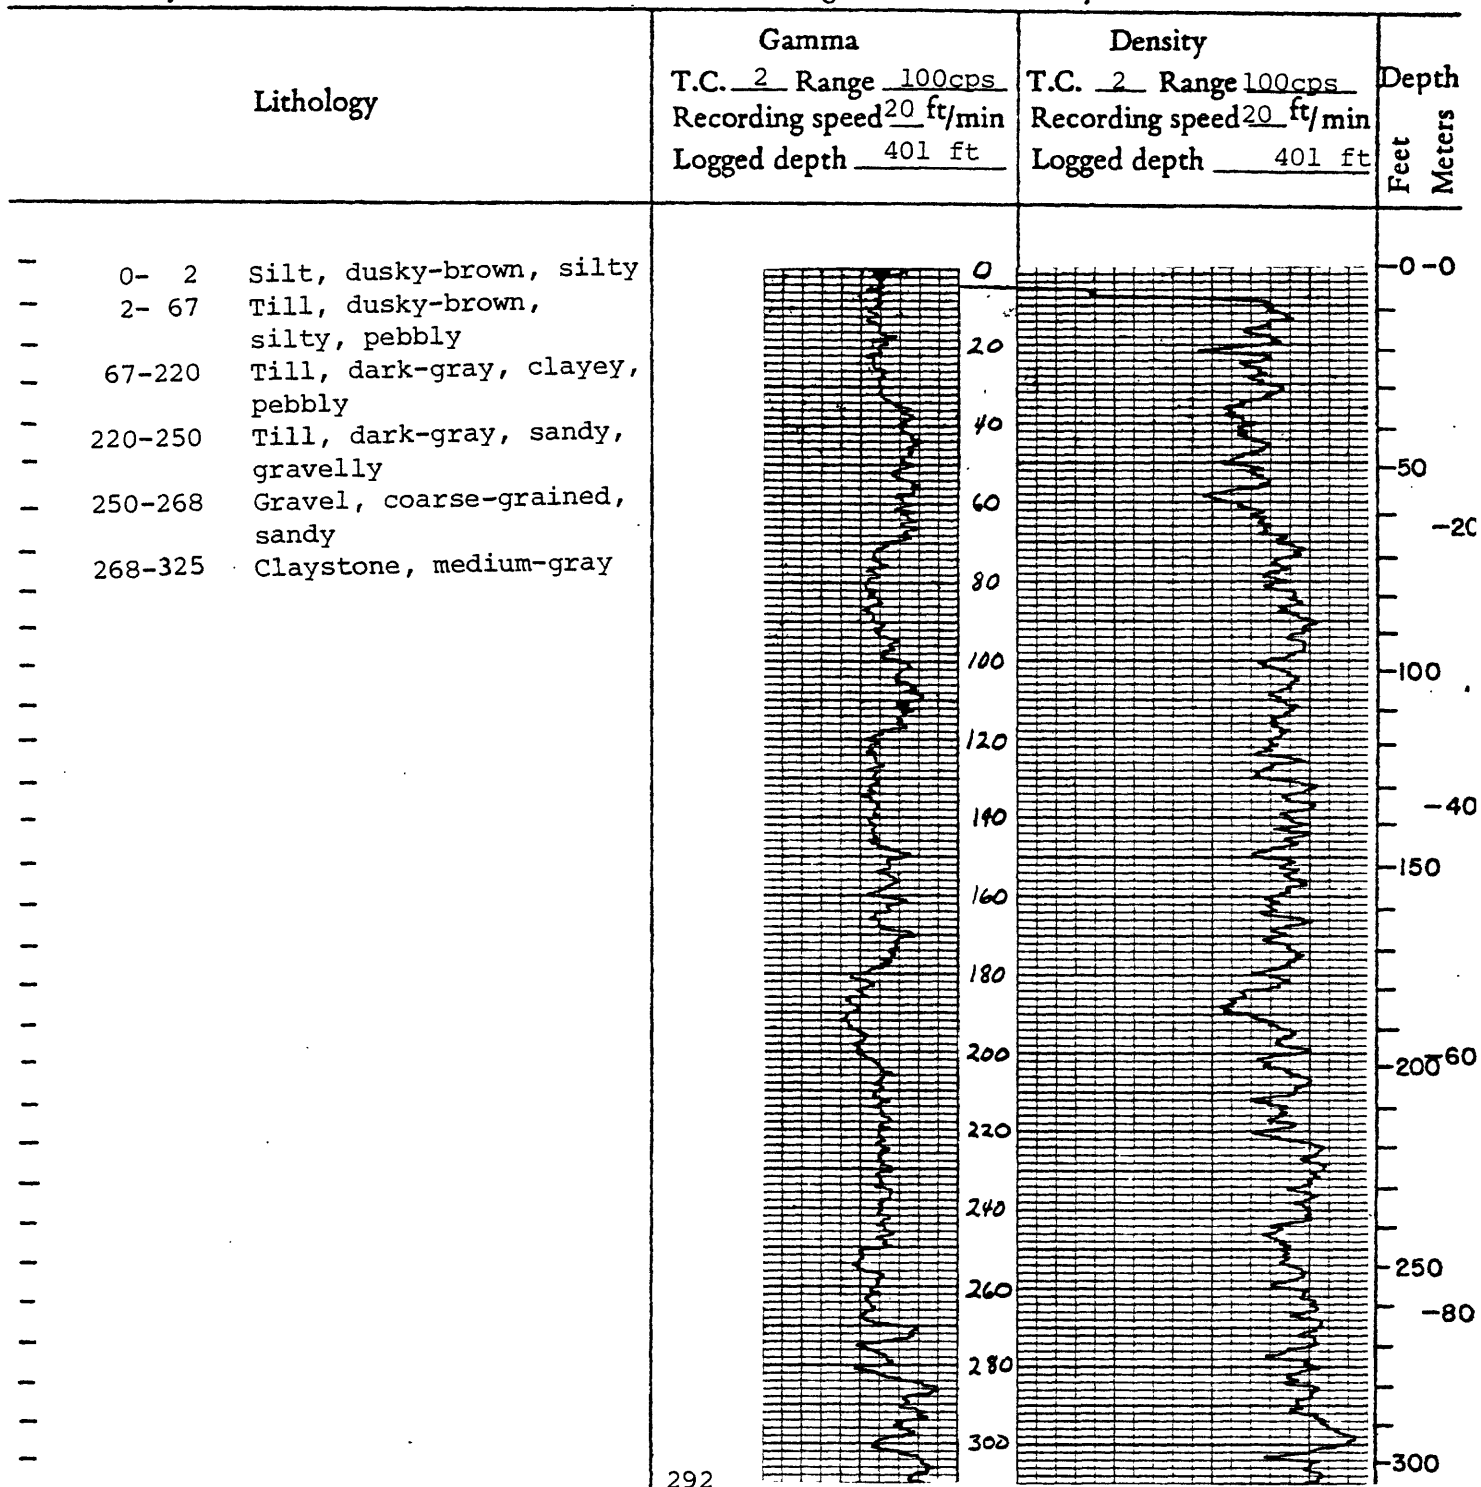 Lithology
Gamma
T.C. 2 Range 100cps
Recording speed 20 ft/min
Logged depth 401 ft
Density
T.C. 2 Range 100cps
Recording speed 20 ft/min
Logged depth 401 ft
Depth
Feet
Meters
0- 2 Silt, dusky-brown, silty
2- 67 Till, dusky-brown,
silty, pebbly
67-220 Till, dark-gray, clayey,
pebbly
220-250 Till, dark-gray, sandy,
gravelly
250-268 Gravel, coarse-grained,
sandy
268-325 Claystone, medium-gray
0
20
40
60
80
100
120
140
160
180
200
220
240
260
280
300
-0 -0
-50
-20
-100
-40
-150
-200
-60
-250
-80
-300
292